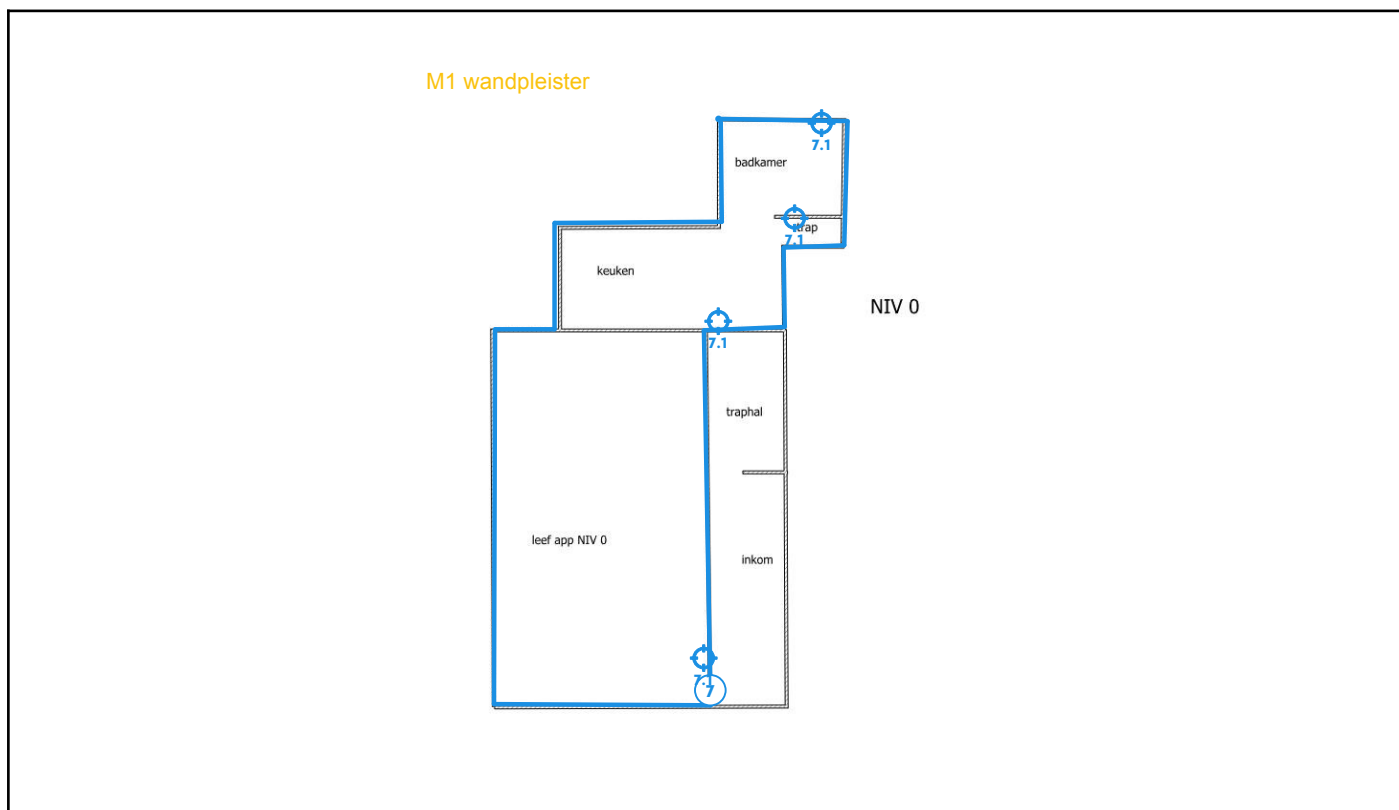 M1 wandpleister
7.1
badkamer
trap
7.1
keuken
NIV 0
7.1
traphal
leef app NIV 0
inkom
7